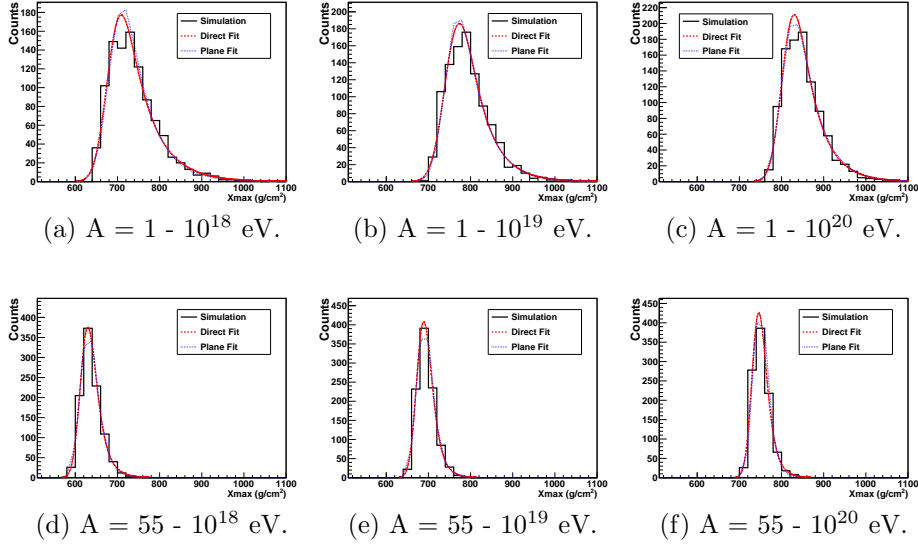 Counts
180
160
140
120
100
80
60
40
20
0
600 700 800 900 1000 1100
Xmax (g/cm²)
Simulation
Direct Fit
Plane Fit
(a) A = 1 - 10¹⁸ eV.
Counts
200
180
160
140
120
100
80
60
40
20
0
600 700 800 900 1000 1100
Xmax (g/cm²)
Simulation
Direct Fit
Plane Fit
(b) A = 1 - 10¹⁹ eV.
Counts
220
200
180
160
140
120
100
80
60
40
20
0
600 700 800 900 1000 1100
Xmax (g/cm²)
Simulation
Direct Fit
Plane Fit
(c) A = 1 - 10²⁰ eV.
Counts
400
350
300
250
200
150
100
50
0
600 700 800 900 1000 1100
Xmax (g/cm²)
Simulation
Direct Fit
Plane Fit
(d) A = 55 - 10¹⁸ eV.
Counts
450
400
350
300
250
200
150
100
50
0
600 700 800 900 1000 1100
Xmax (g/cm²)
Simulation
Direct Fit
Plane Fit
(e) A = 55 - 10¹⁹ eV.
Counts
450
400
350
300
250
200
150
100
50
0
600 700 800 900 1000 1100
Xmax (g/cm²)
Simulation
Direct Fit
Plane Fit
(f) A = 55 - 10²⁰ eV.